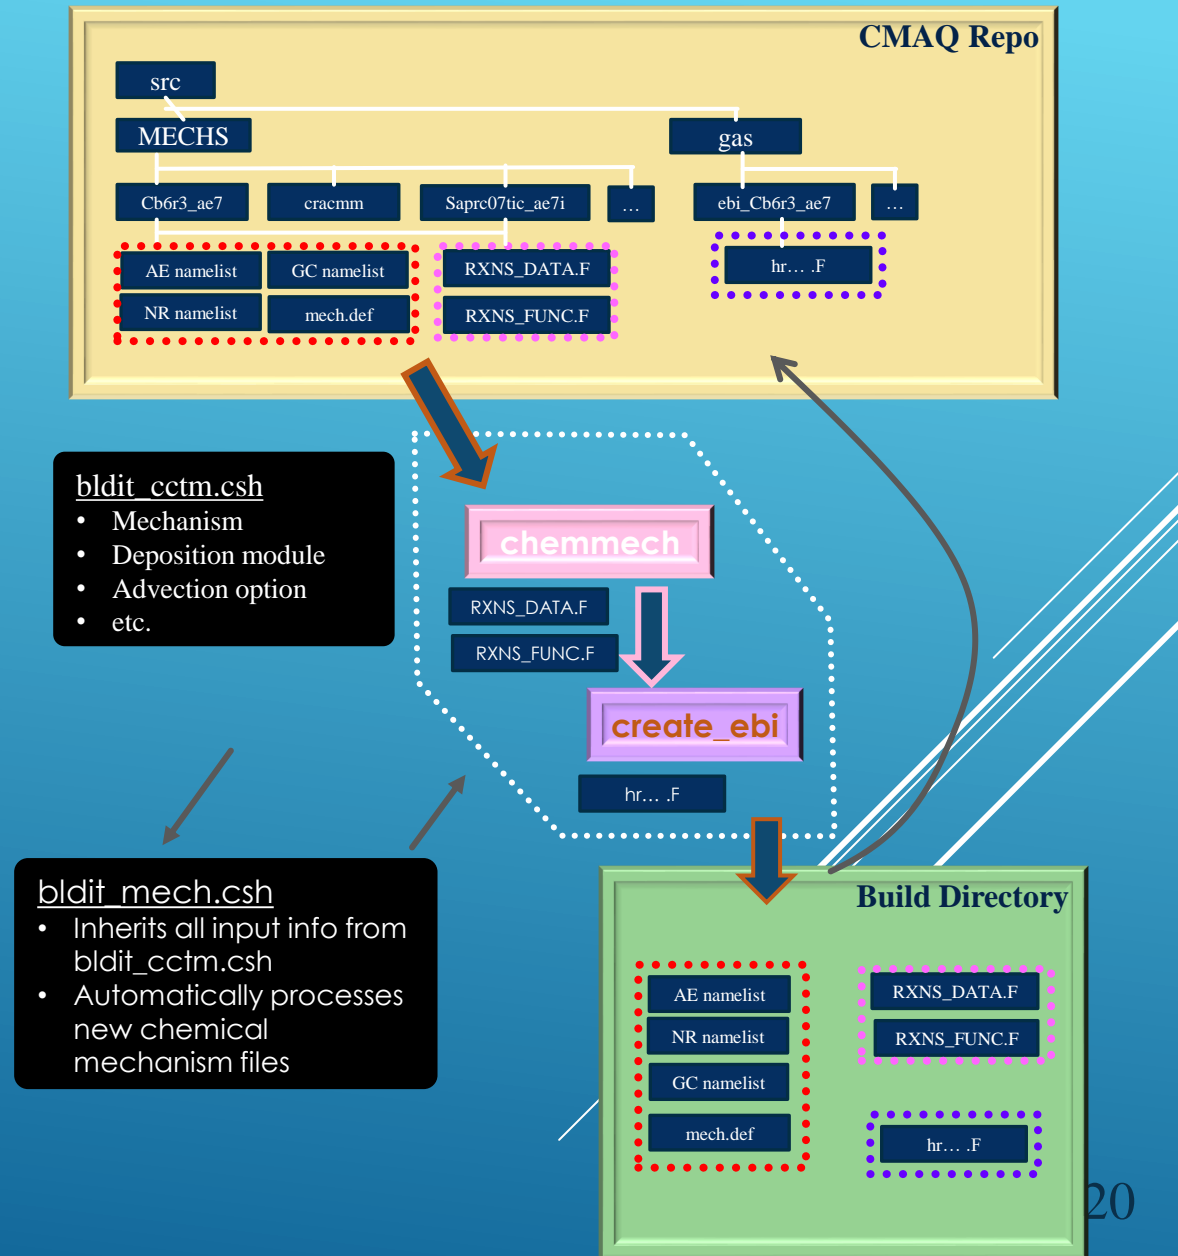 CMAQ Repo
src
MECHS
gas
Cb6r3_ae7
cracmm
Saprc07tic_ae7i
...
ebi_Cb6r3_ae7
...
AE namelist
GC namelist
NR namelist
mech.def
RXNS_DATA.F
RXNS_FUNC.F
hr... .F
bldit_cctm.csh
• Mechanism
• Deposition module
• Advection option
• etc.
chemmech
RXNS_DATA.F
RXNS_FUNC.F
create_ebi
hr... .F
bldit_mech.csh
• Inherits all input info from
bldit_cctm.csh
• Automatically processes
new chemical
mechanism files
Build Directory
AE namelist
NR namelist
GC namelist
mech.def
RXNS_DATA.F
RXNS_FUNC.F
hr... .F
20